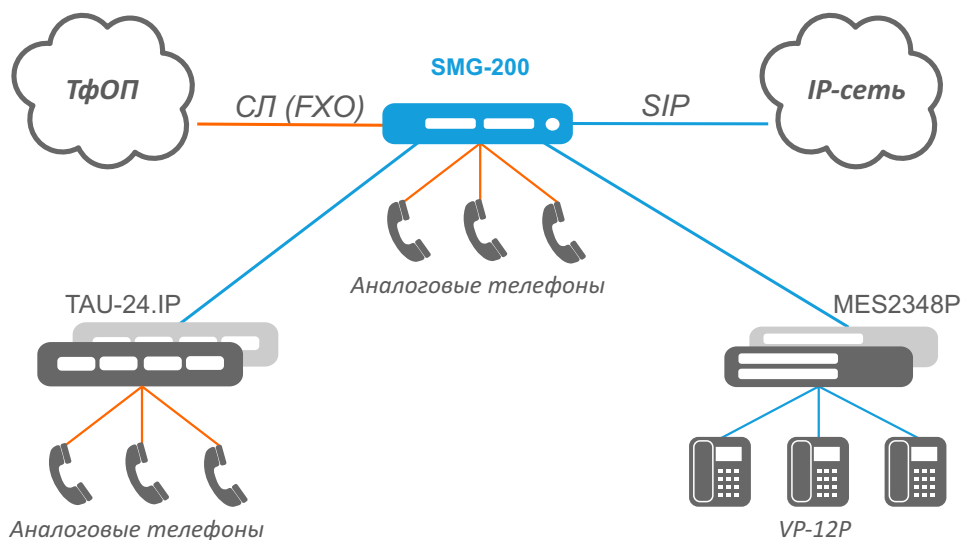 SMG-200
ТфОП
СЛ (FXO)
SIP
IP-сеть
Аналоговые телефоны
TAU-24.IP
MES2348P
Аналоговые телефоны
VP-12P